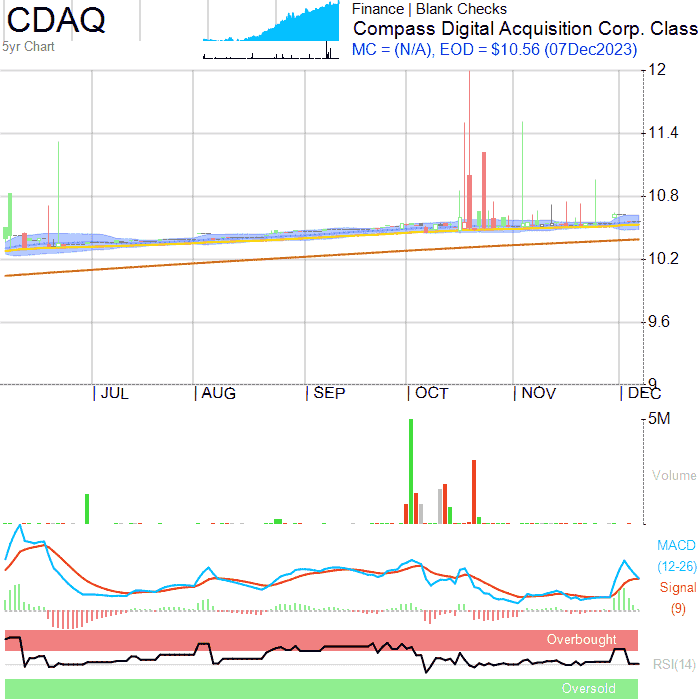 CDAQ
5yr Chart
Finance | Blank Checks
Compass Digital Acquisition Corp. Class
MC = (N/A), EOD = $10.56 (07Dec2023)
12
11.4
10.8
10.2
9.6
9
JUL AUG SEP OCT NOV DEC
5M
Volume
MACD
(12-26)
Signal
(9)
Overbought
RSI(14)
Oversold